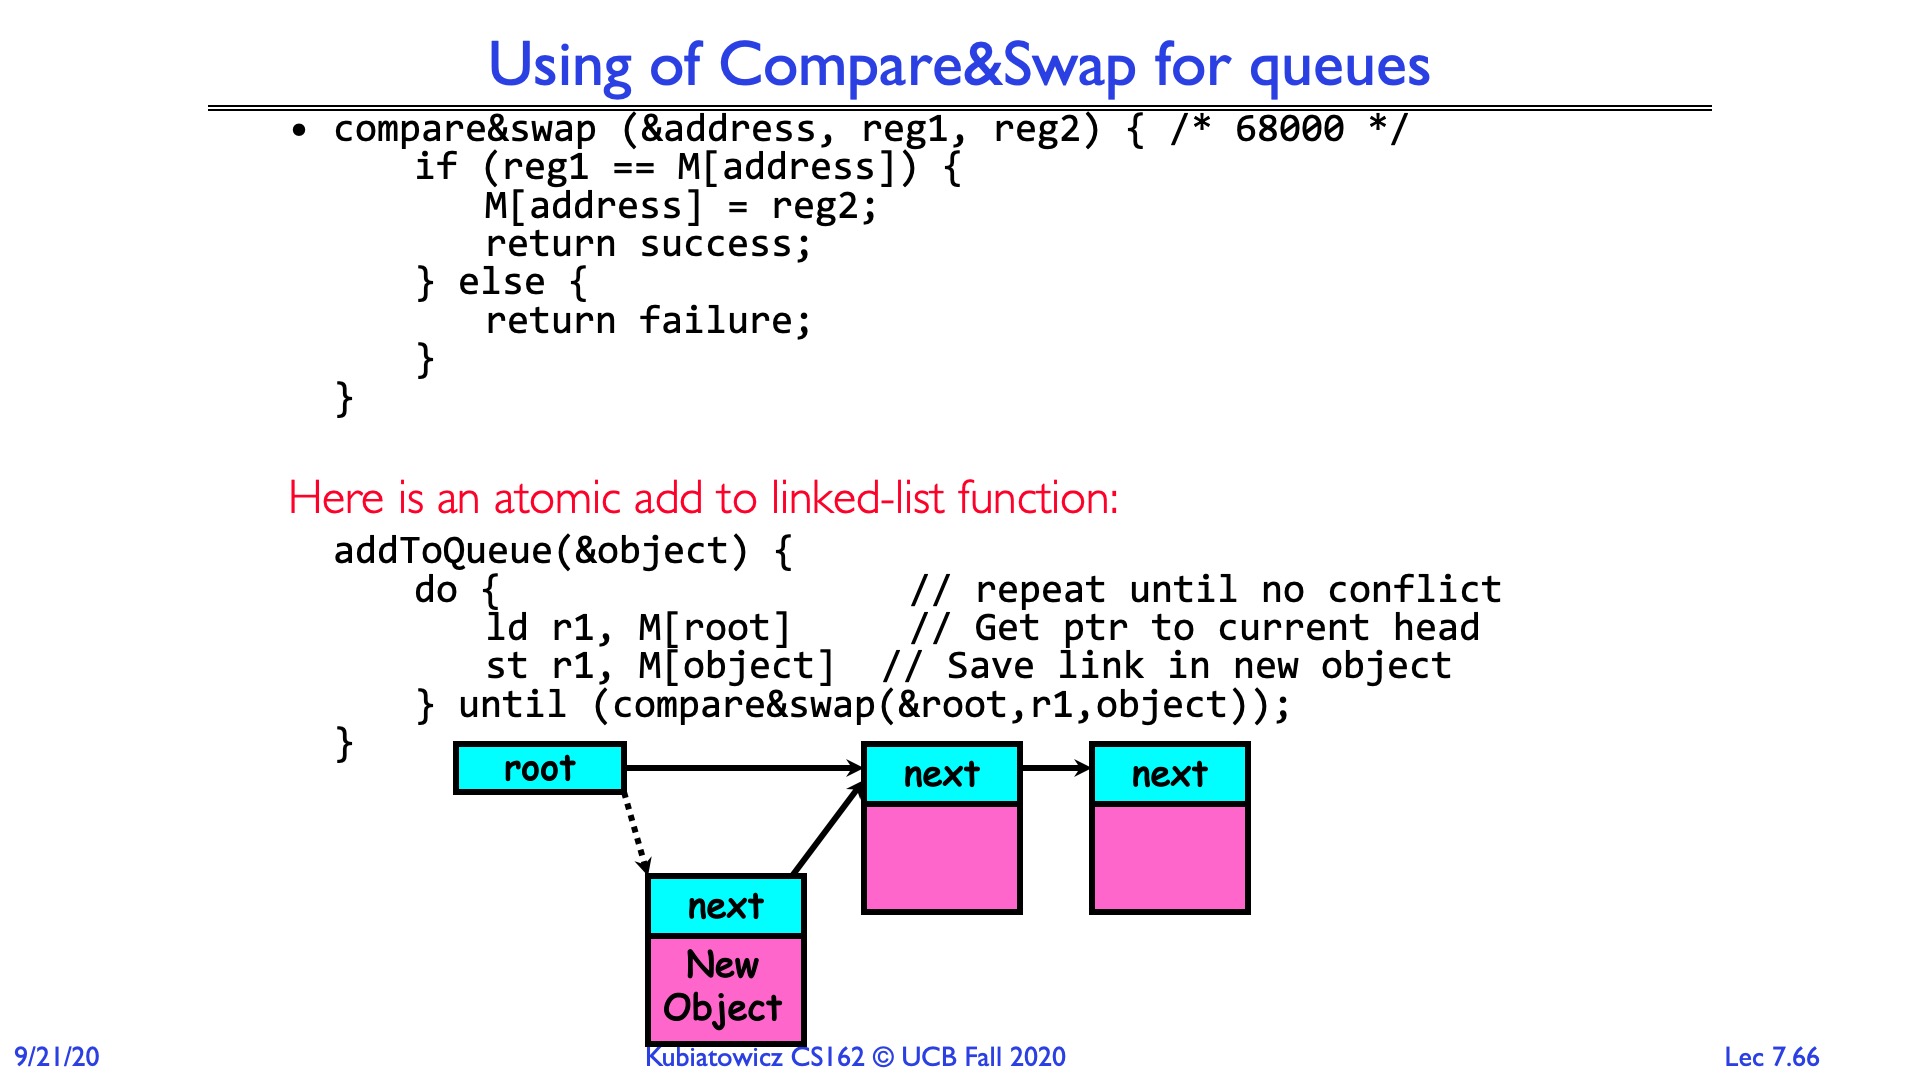 Using of Compare&Swap for queues
• compare&swap (&address, reg1, reg2) { /* 68000 */
if (reg1 == M[address]) {
M[address] = reg2;
return success;
} else {
return failure;
}
}
Here is an atomic add to linked-list function:
addToQueue(&object) {
do { // repeat until no conflict
ld r1, M[root] // Get ptr to current head
st r1, M[object] // Save link in new object
} until (compare&swap(&root,r1,object));
}
root
next
next
next
New
Object
9/21/20
Kubiatowicz CS162 © UCB Fall 2020
Lec 7.66